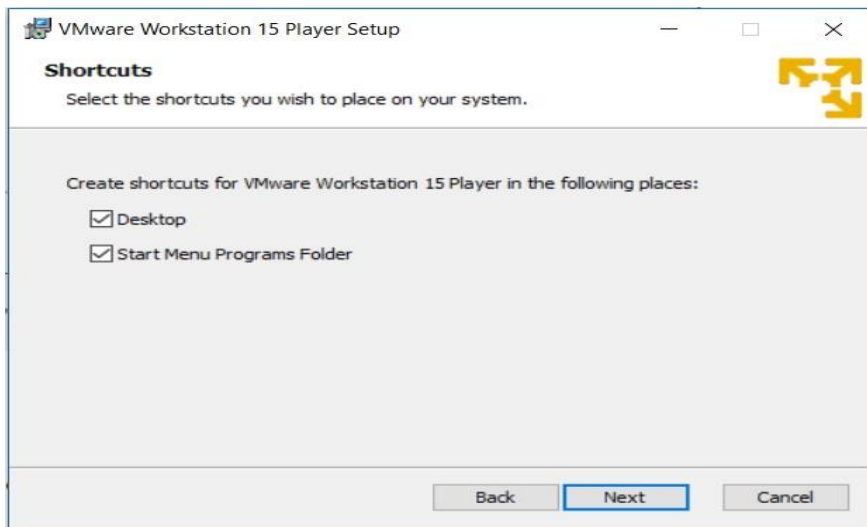 VMware Workstation 15 Player Setup
Shortcuts
Select the shortcuts you wish to place on your system.
Create shortcuts for VMware Workstation 15 Player in the following places:
Desktop
Start Menu Programs Folder
Back Next Cancel